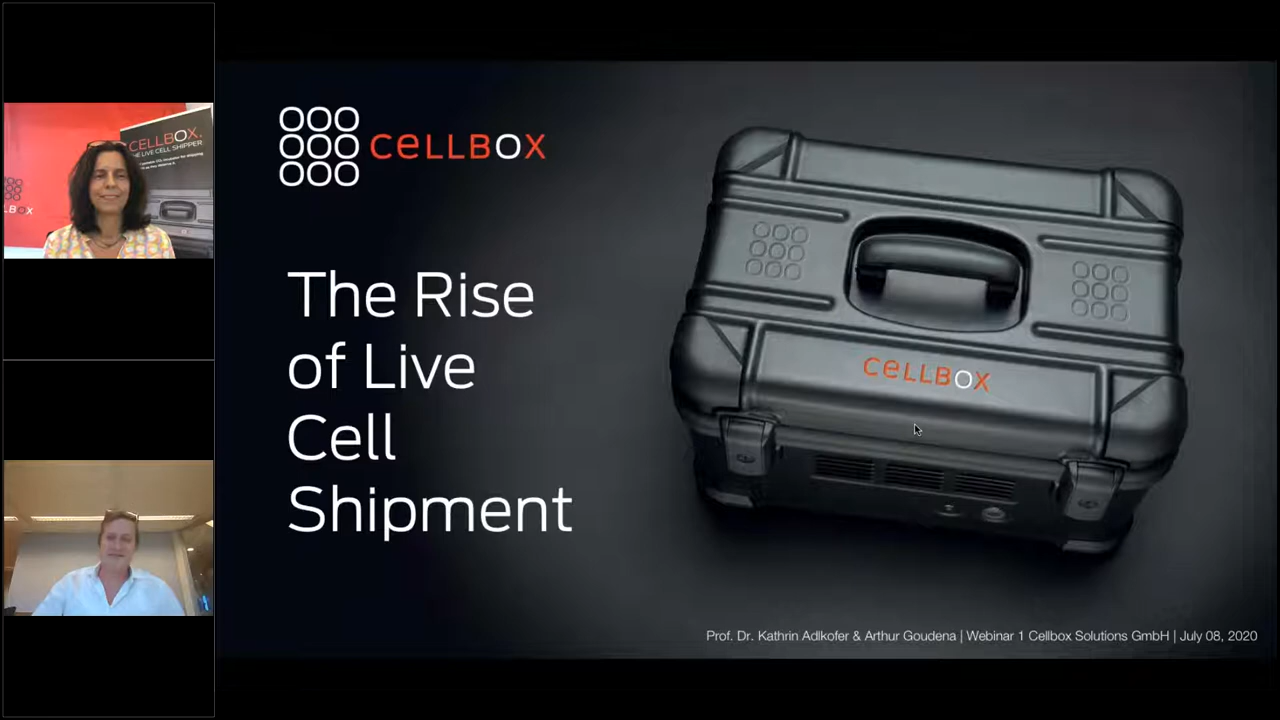 CELLBOX
The Rise
of Live
Cell
Shipment
CELLBOX
Prof. Dr. Kathrin Adlkofer & Arthur Goudena | Webinar 1 Cellbox Solutions GmbH | July 08, 2020
CELLBOX.
THE LIVE CELL SHIPPER.